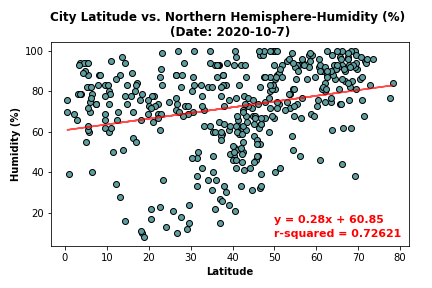 City Latitude vs. Northern Hemisphere-Humidity (%)
(Date: 2020-10-7)
100
80
60
40
20
Humidity (%)
y = 0.28x + 60.85
r-squared = 0.72621
0 10 20 30 40 50 60 70 80
Latitude